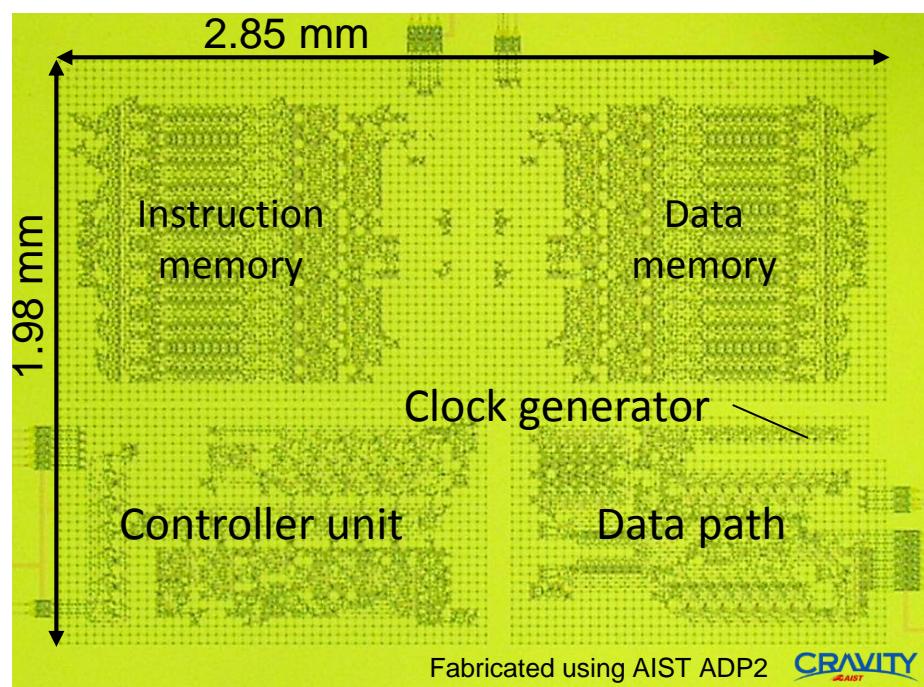 2.85 mm
1.98 mm
Instruction
memory
Data
memory
Clock generator
Controller unit
Data path
Fabricated using AIST ADP2
CRAVITY
AIST